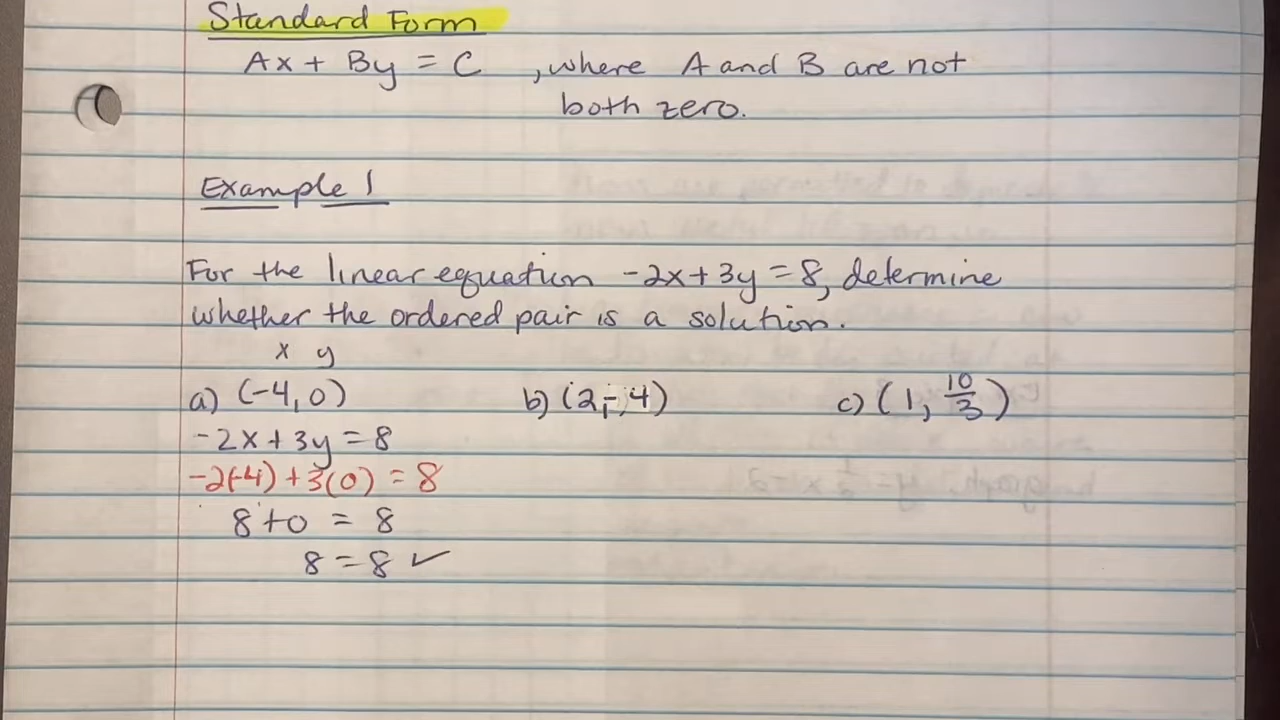 Standard Form
Ax + By = C , where A and B are not
both zero.
Example 1
For the linear equation -2x + 3y = 8, determine
whether the ordered pair is a solution.
x y
a) (-4, 0) b) (2, -4) c) (1, 10/3)
-2x + 3y = 8
-2(-4) + 3(0) = 8
8 + 0 = 8
8 = 8 ✓